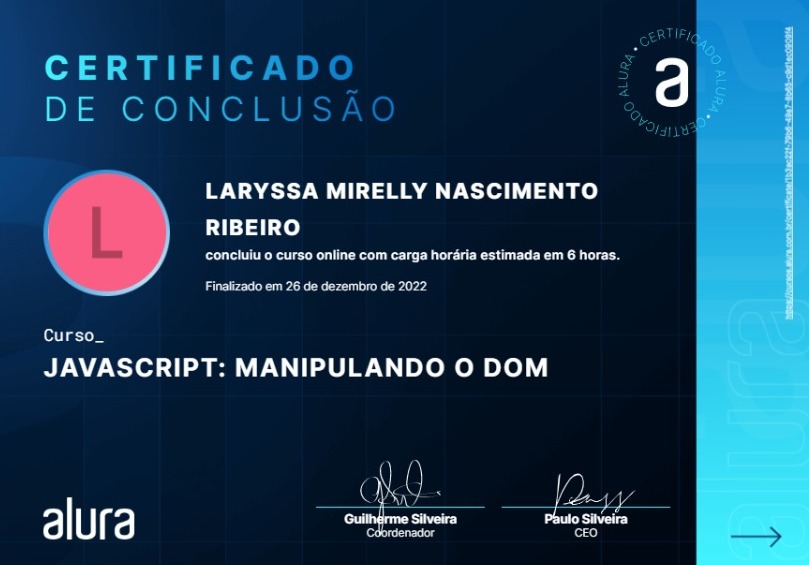 CERTIFICADO
DE CONCLUSÃO
CERTIFICADO ALURA • CERTIFICADO ALURA •
a
L
LARYSSA MIRELLY NASCIMENTO
RIBEIRO
concluiu o curso online com carga horária estimada em 6 horas.
Finalizado em 26 de dezembro de 2022
Curso_
JAVASCRIPT: MANIPULANDO O DOM
alura
Guilherme Silveira
Coordenador
Paulo Silveira
CEO
alura